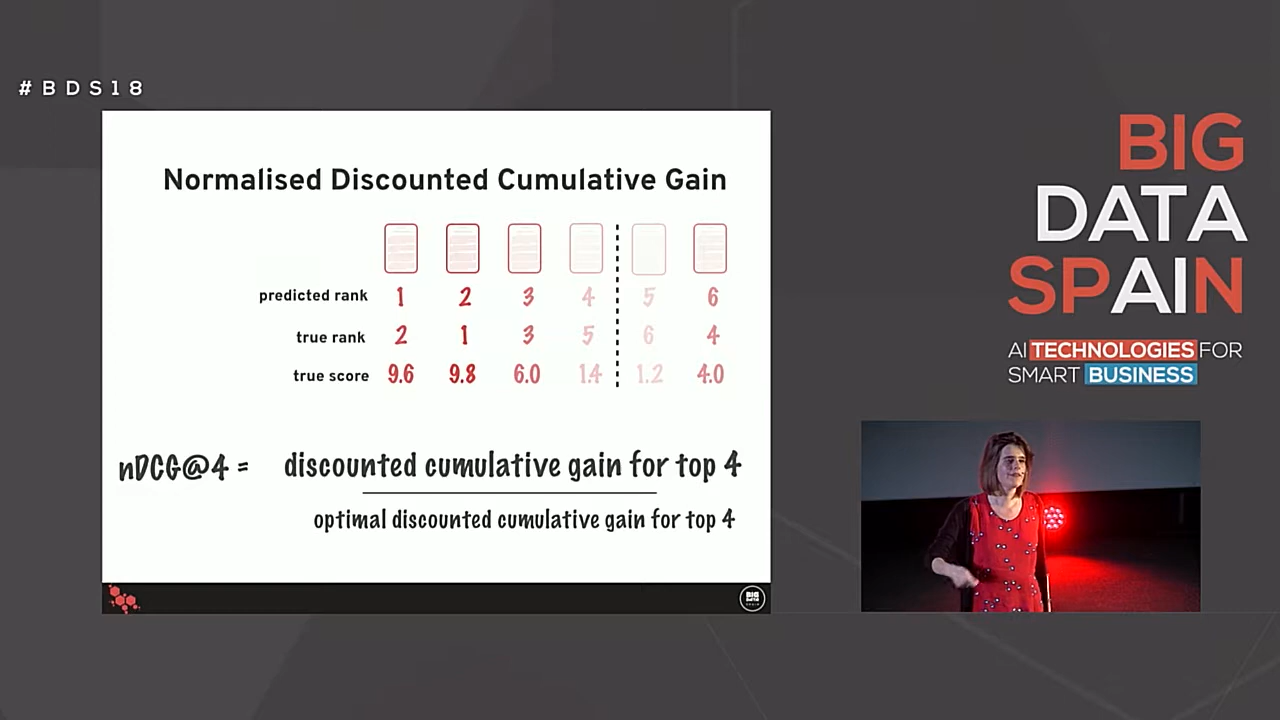 #BDS18
Normalised Discounted Cumulative Gain
predicted rank 1 2 3 4 5 6
true rank 2 1 3 5 6 4
true score 9.6 9.8 6.0 1.4 1.2 4.0
nDCG@4 = discounted cumulative gain for top 4
optimal discounted cumulative gain for top 4
BIG
DATA
SPAIN
BIG
DATA
SPAIN
AI TECHNOLOGIES FOR
SMART BUSINESS